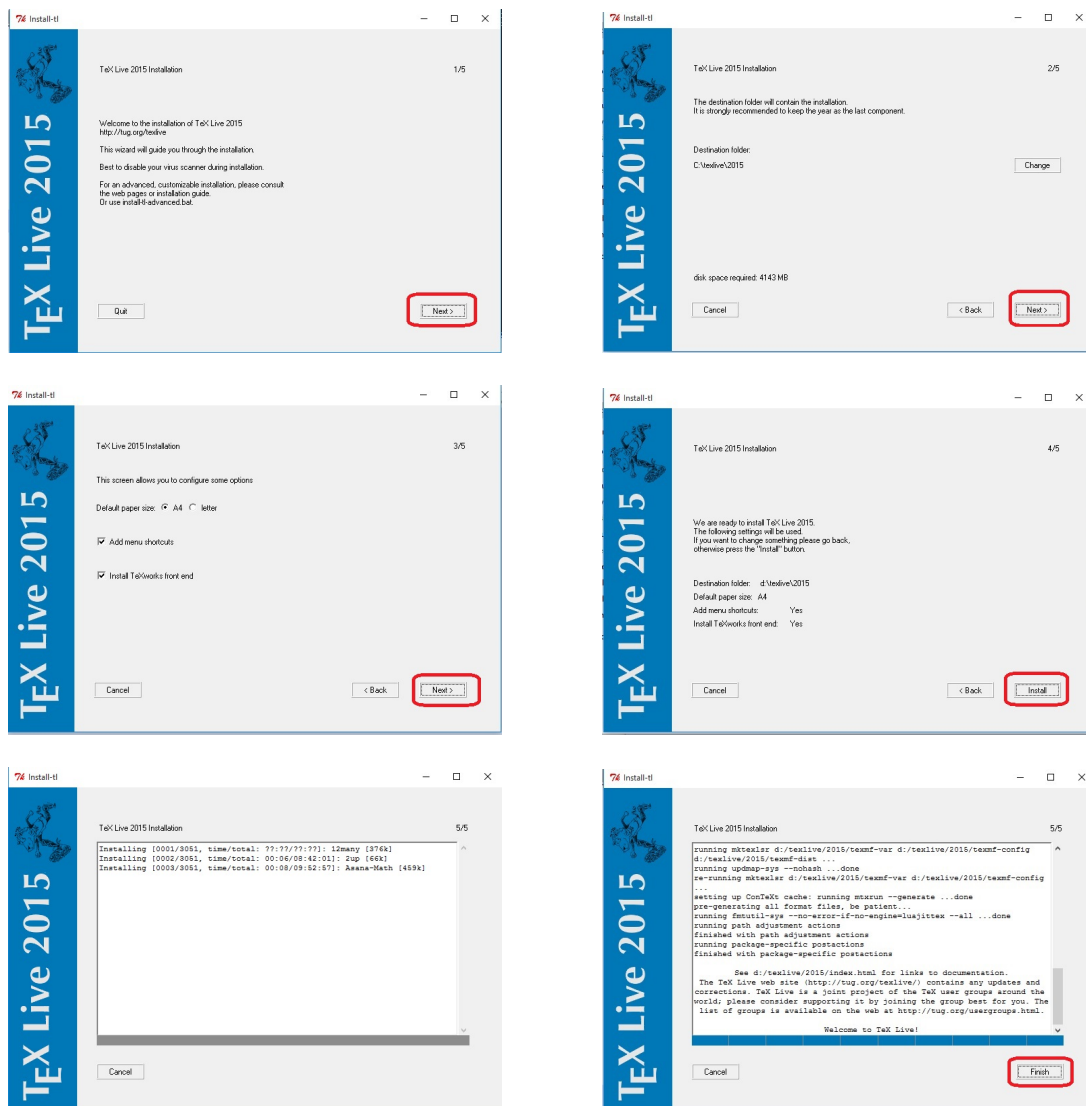 Install-tl
TeX Live 2015
TeX Live 2015 Installation
1/5
Welcome to the installation of TeX Live 2015
http://tug.org/texlive
This wizard will guide you through the installation.
Best to disable your virus scanner during installation.
For an advanced, customizable installation, please consult
the web pages or installation guide.
Or use install-tl-advanced.bat.
Quit
Next >
Install-tl
TeX Live 2015
TeX Live 2015 Installation
2/5
The destination folder will contain the installation.
It is strongly recommended to keep the year as the last component.
Destination folder:
C:\texlive\2015
Change
disk space required: 4143 MB
Cancel
< Back
Next >
Install-tl
TeX Live 2015
TeX Live 2015 Installation
3/5
This screen allows you to configure some options
Default paper size: A4 letter
Add menu shortcuts
Install TeXworks front end
Cancel
< Back
Next >
Install-tl
TeX Live 2015
TeX Live 2015 Installation
4/5
We are ready to install TeX Live 2015.
The following settings will be used.
If you want to change something please go back,
otherwise press the "Install" button.
Destination folder: d:\texlive\2015
Default paper size: A4
Add menu shortcuts: Yes
Install TeXworks front end: Yes
Cancel
< Back
Install
Install-tl
TeX Live 2015
TeX Live 2015 Installation
5/5
Installing [0001/3051, time/total: ??:??/??:??]: 12many [376k]
Installing [0002/3051, time/total: 00:06/08:42:01]: 2up [66k]
Installing [0003/3051, time/total: 00:08/09:52:57]: Asana-Math [459k]
Cancel
Install-tl
TeX Live 2015
TeX Live 2015 Installation
5/5
running mktexlsr d:/texlive/2015/texmf-var d:/texlive/2015/texmf-config
d:/texlive/2015/texmf-dist ...
running updmap-sys --nohash ...done
re-running mktexlsr d:/texlive/2015/texmf-var d:/texlive/2015/texmf-config
...
setting up ConTeXt cache: running mtxrun --generate ...done
pre-generating all format files, be patient...
running fmtutil-sys --no-error-if-no-engine=luajittex --all ...done
running path adjustment actions
finished with path adjustment actions
running package-specific postactions
finished with package-specific postactions
See d:/texlive/2015/index.html for links to documentation.
The TeX Live web site (http://tug.org/texlive/) contains any updates and
corrections. TeX Live is a joint project of the TeX user groups around the
world; please consider supporting it by joining the group best for you. The
list of groups is available on the web at http://tug.org/usergroups.html.
Welcome to TeX Live!
Cancel
Finish